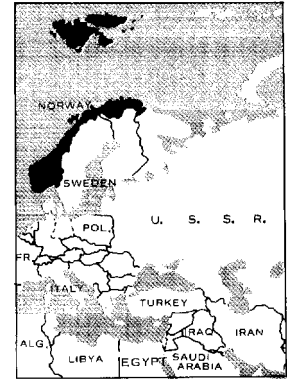 NORWAY
SWEDEN
U. S. S. R.
POL.
FR.
ITALY
TURKEY
IRAQ
IRAN
ALG.
LIBYA
EGYPT
SAUDI
ARABIA